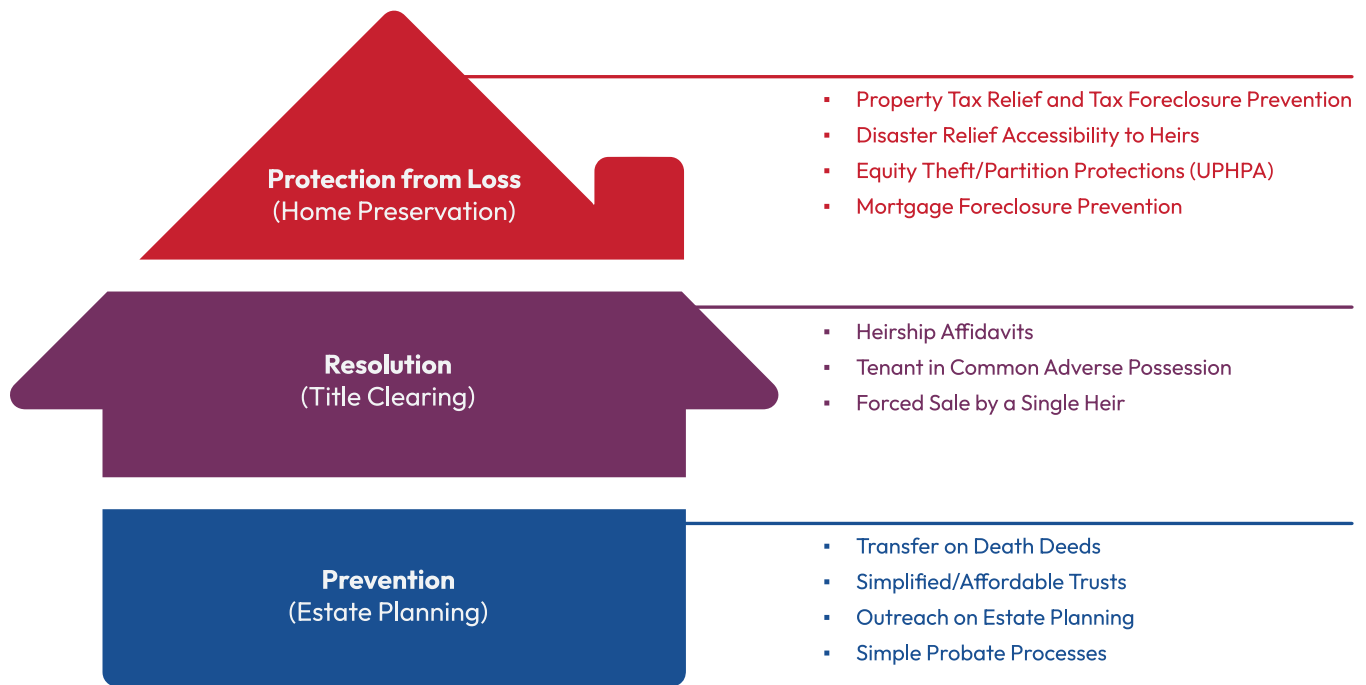 Protection from Loss
(Home Preservation)
▪ Property Tax Relief and Tax Foreclosure Prevention
▪ Disaster Relief Accessibility to Heirs
▪ Equity Theft/Partition Protections (UPHPA)
▪ Mortgage Foreclosure Prevention
Resolution
(Title Clearing)
▪ Heirship Affidavits
▪ Tenant in Common Adverse Possession
▪ Forced Sale by a Single Heir
Prevention
(Estate Planning)
▪ Transfer on Death Deeds
▪ Simplified/Affordable Trusts
▪ Outreach on Estate Planning
▪ Simple Probate Processes